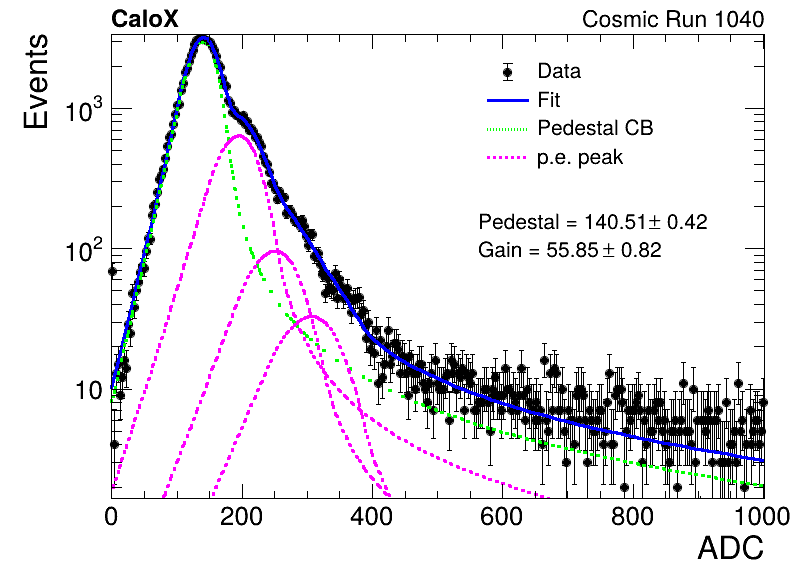 CaloX Cosmic Run 1040
Events
Data
Fit
Pedestal CB
p.e. peak
Pedestal = 140.51± 0.42
Gain = 55.85 ± 0.82
10³
10²
10
0 200 400 600 800 1000
ADC